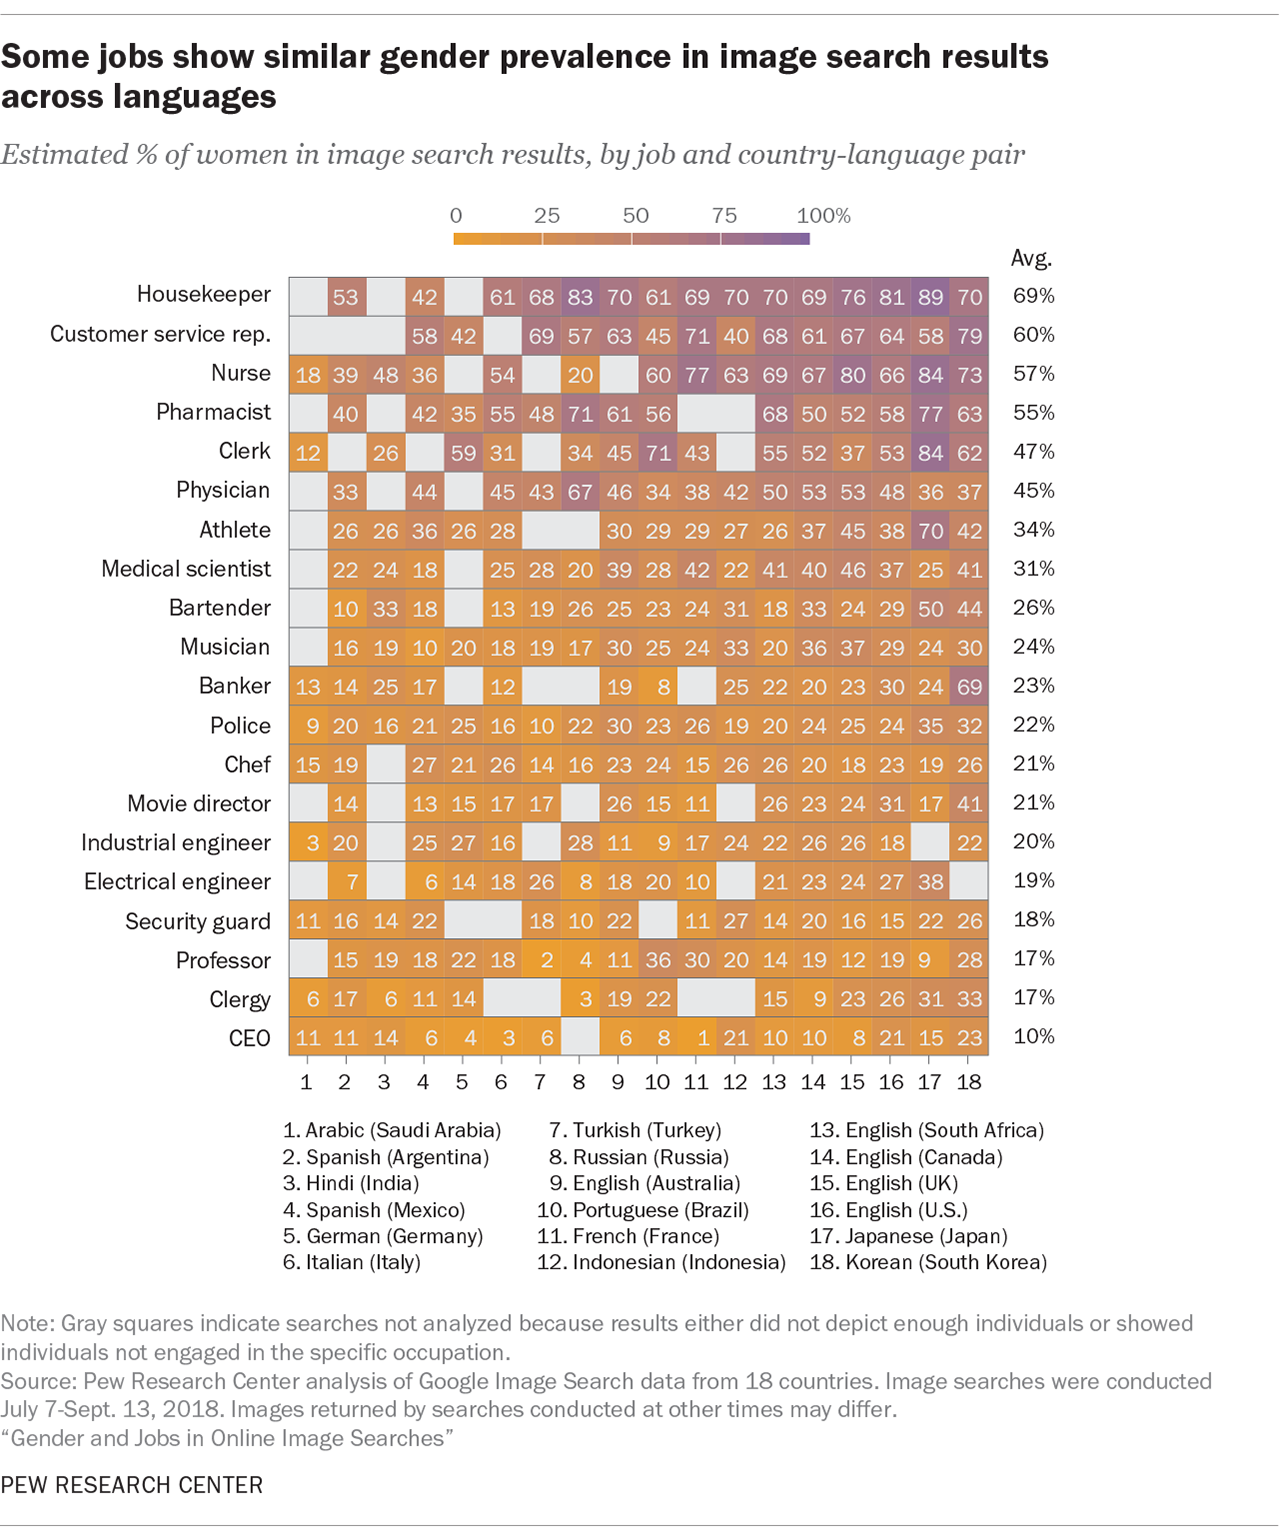 Some jobs show similar gender prevalence in image search results
across languages
Estimated % of women in image search results, by job and country-language pair
0 25 50 75 100%
Avg.
Housekeeper 53 42 61 68 83 70 61 69 70 70 69 76 81 89 70 69%
Customer service rep. 58 42 69 57 63 45 71 40 68 61 67 64 58 79 60%
Nurse 18 39 48 36 54 20 60 77 63 69 67 80 66 84 73 57%
Pharmacist 40 42 35 55 48 71 61 56 68 50 52 58 77 63 55%
Clerk 12 26 59 31 34 45 71 43 55 52 37 53 84 62 47%
Physician 33 44 45 43 67 46 34 38 42 50 53 53 48 36 37 45%
Athlete 26 26 36 26 28 30 29 29 27 26 37 45 38 70 42 34%
Medical scientist 22 24 18 25 28 20 39 28 42 22 41 40 46 37 25 41 31%
Bartender 10 33 18 13 19 26 25 23 24 31 18 33 24 29 50 44 26%
Musician 16 19 10 20 18 19 17 30 25 24 33 20 36 37 29 24 30 24%
Banker 13 14 25 17 12 19 8 25 22 20 23 30 24 69 23%
Police 9 20 16 21 25 16 10 22 30 23 26 19 20 24 25 24 35 32 22%
Chef 15 19 27 21 26 14 16 23 24 15 26 26 20 18 23 19 26 21%
Movie director 14 13 15 17 17 26 15 11 26 23 24 31 17 41 21%
Industrial engineer 3 20 25 27 16 28 11 9 17 24 22 26 26 18 22 20%
Electrical engineer 7 6 14 18 26 8 18 20 10 21 23 24 27 38 19%
Security guard 11 16 14 22 18 10 22 11 27 14 20 16 15 22 26 18%
Professor 15 19 18 22 18 2 4 11 36 30 20 14 19 12 19 9 28 17%
Clergy 6 17 6 11 14 3 19 22 15 9 23 26 31 33 17%
CEO 11 11 14 6 4 3 6 6 8 1 21 10 10 8 21 15 23 10%
1 2 3 4 5 6 7 8 9 10 11 12 13 14 15 16 17 18
1. Arabic (Saudi Arabia) 7. Turkish (Turkey) 13. English (South Africa)
2. Spanish (Argentina) 8. Russian (Russia) 14. English (Canada)
3. Hindi (India) 9. English (Australia) 15. English (UK)
4. Spanish (Mexico) 10. Portuguese (Brazil) 16. English (U.S.)
5. German (Germany) 11. French (France) 17. Japanese (Japan)
6. Italian (Italy) 12. Indonesian (Indonesia) 18. Korean (South Korea)
Note: Gray squares indicate searches not analyzed because results either did not depict enough individuals or showed
individuals not engaged in the specific occupation.
Source: Pew Research Center analysis of Google Image Search data from 18 countries. Image searches were conducted
July 7-Sept. 13, 2018. Images returned by searches conducted at other times may differ.
“Gender and Jobs in Online Image Searches”
PEW RESEARCH CENTER